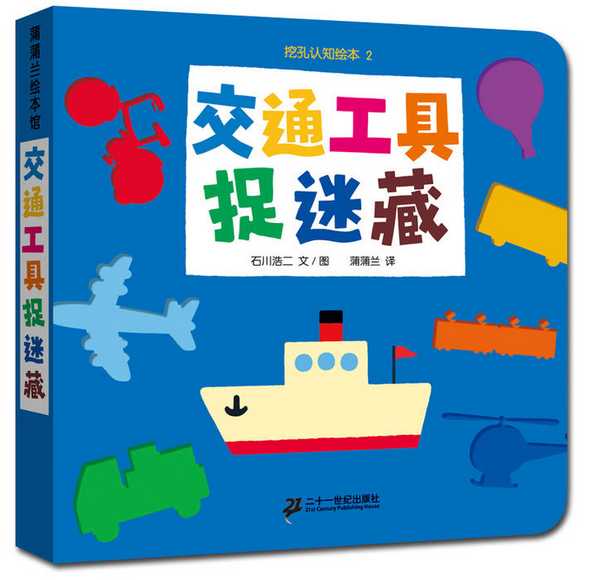 蒲蒲兰绘本馆
交通工具捉迷藏
挖孔认知绘本 2
交通工具
捉迷藏
石川浩二 文/图 蒲蒲兰 译
21 二十一世纪出版社
21st Century Publishing House